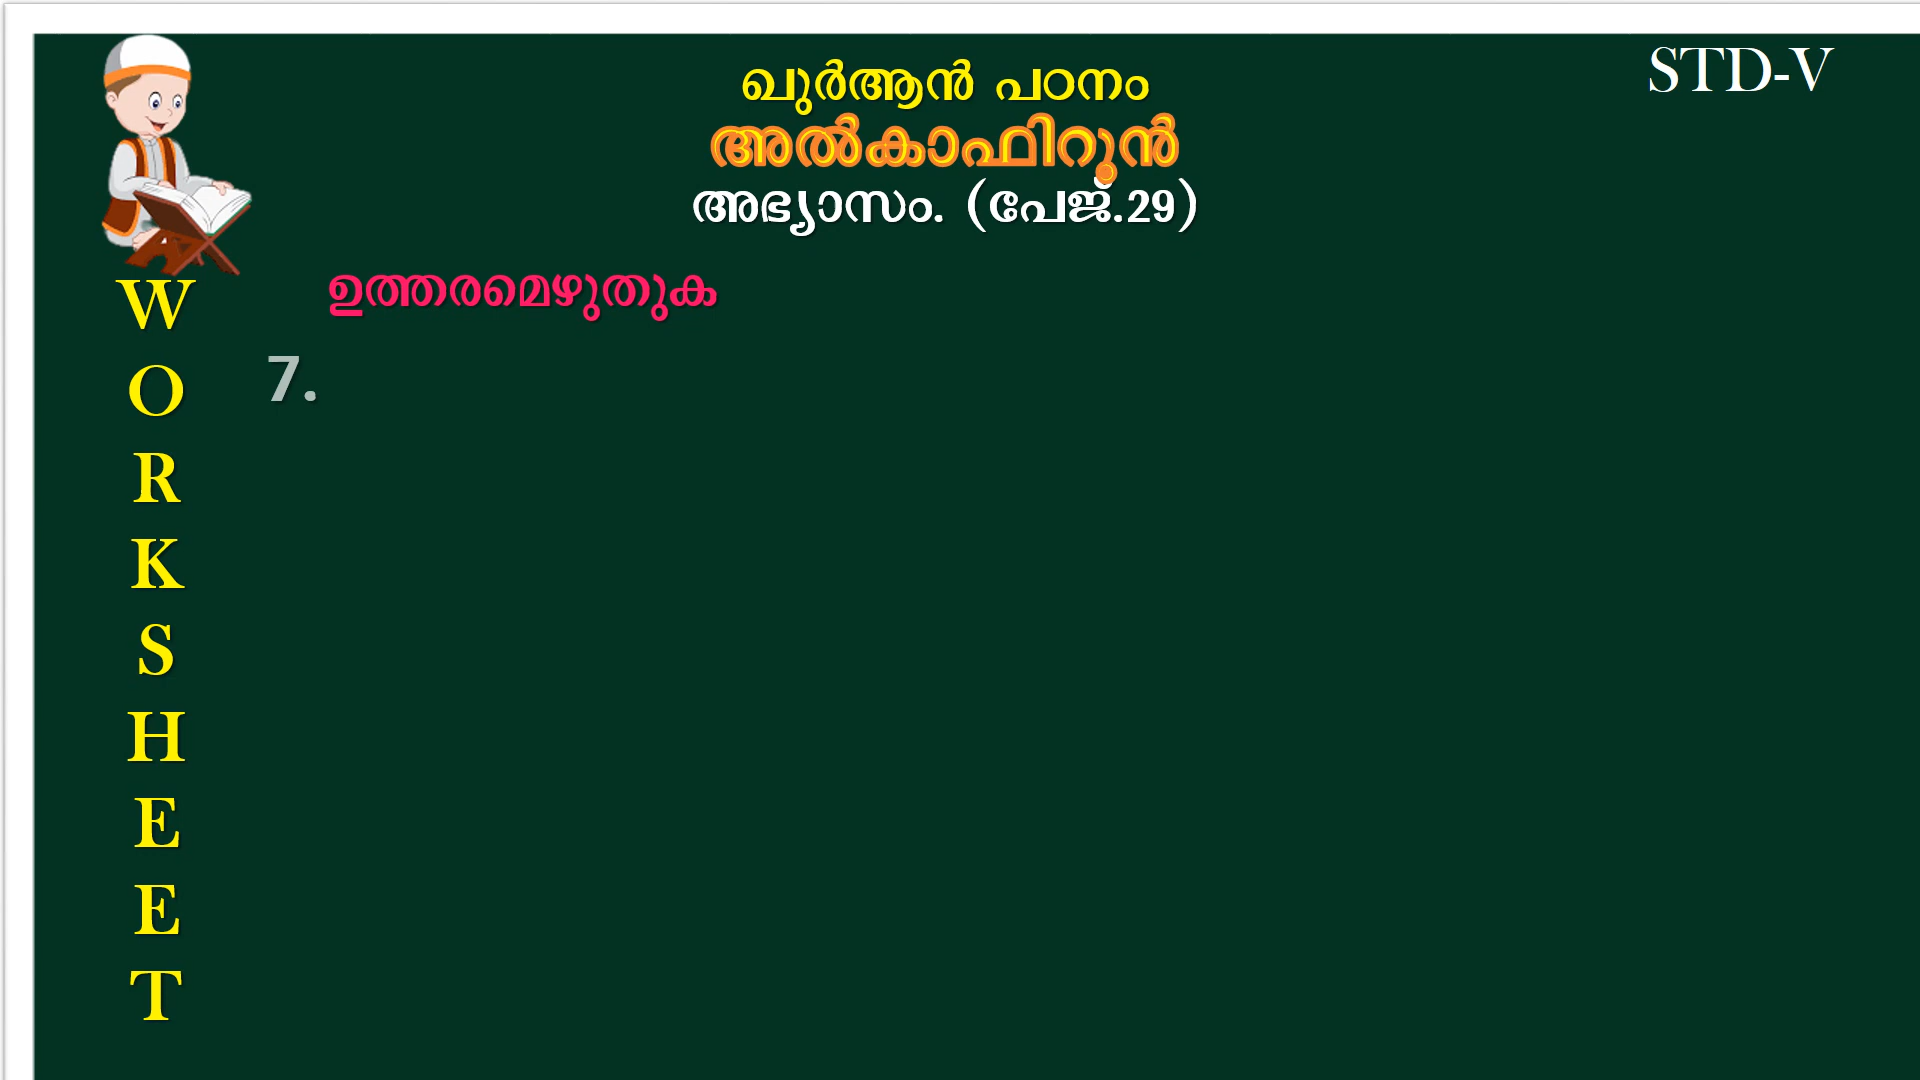 STD-V
ഖുർആൻ പഠനം
അൽകാഫിറൂൻ
അഭ്യാസം. (പേജ്.29)
ഉത്തരമെഴുതുക
7.
W
O
R
K
S
H
E
E
T